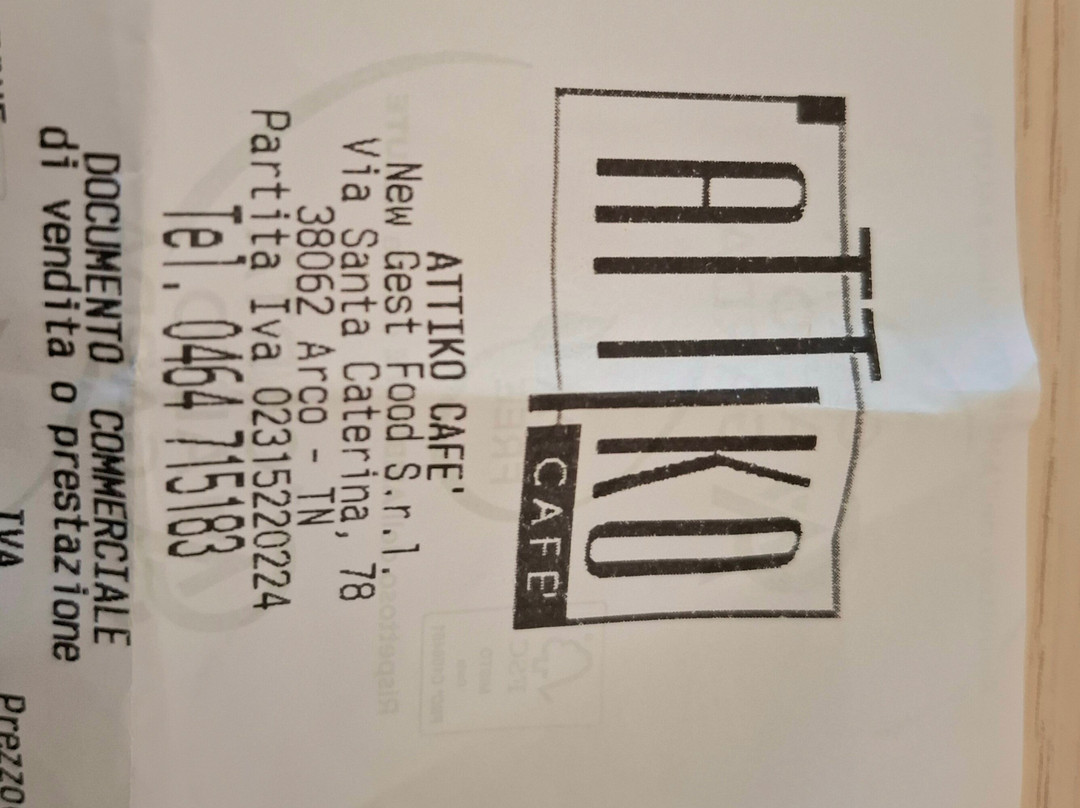 ATTIKO
CAFE'
ATTIKO CAFE'
New Gest Food S.r.l.
Via Santa Caterina, 78
38062 Arco - TN
Partita Iva 02315220224
Tel. 0464 715183
DOCUMENTO COMMERCIALE
di vendita o prestazione
IVA Prezzo